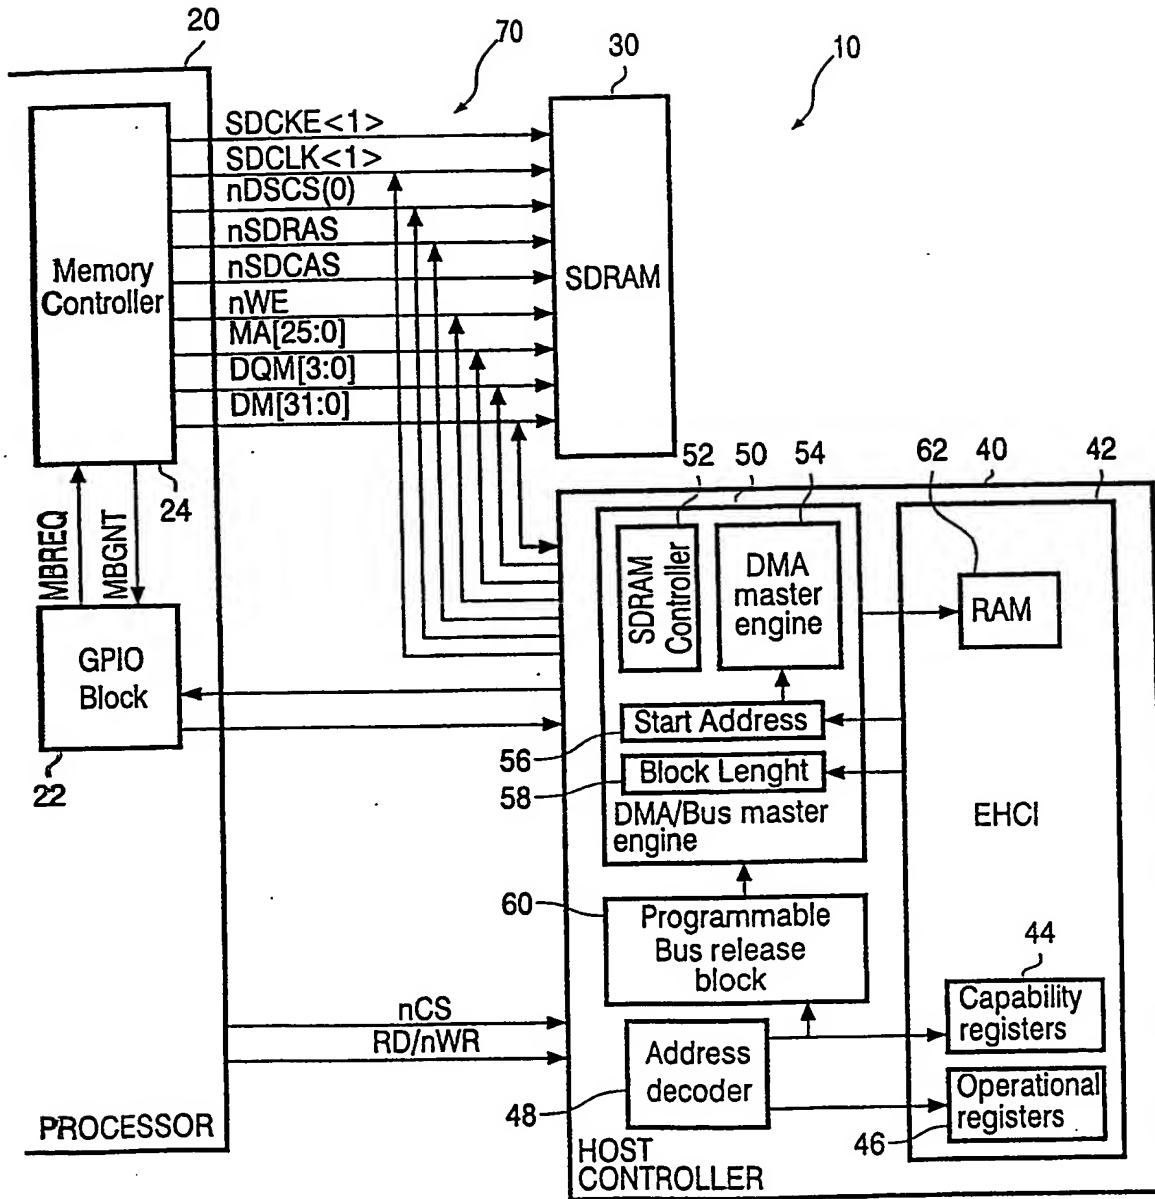 20
70
30
10
SDCKE<1>
SDCLK<1>
nDSCS(0)
nSDRAS
nSDCAS
nWE
MA[25:0]
DQM[3:0]
DM[31:0]
Memory
Controller
SDRAM
24
MBREQ
MBGNT
GPIO
Block
22
52
50
54
62
40
42
SDRAM
Controller
DMA
master
engine
RAM
Start Address
56
Block Lenght
58
DMA/Bus master
engine
EHCI
60
Programmable
Bus release
block
44
Capability
registers
nCS
RD/nWR
Address
decoder
48
Operational
registers
46
PROCESSOR
HOST
CONTROLLER